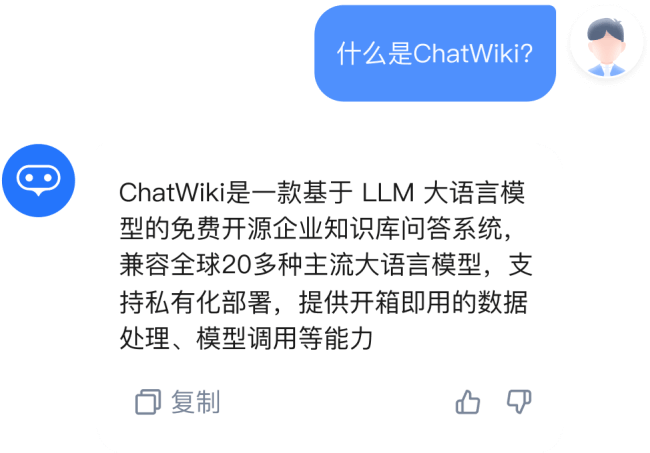 什么是ChatWiki?
ChatWiki是一款基于 LLM 大语言模
型的免费开源企业知识库问答系统，
兼容全球20多种主流大语言模型，支
持私有化部署，提供开箱即用的数据
处理、模型调用等能力
复制